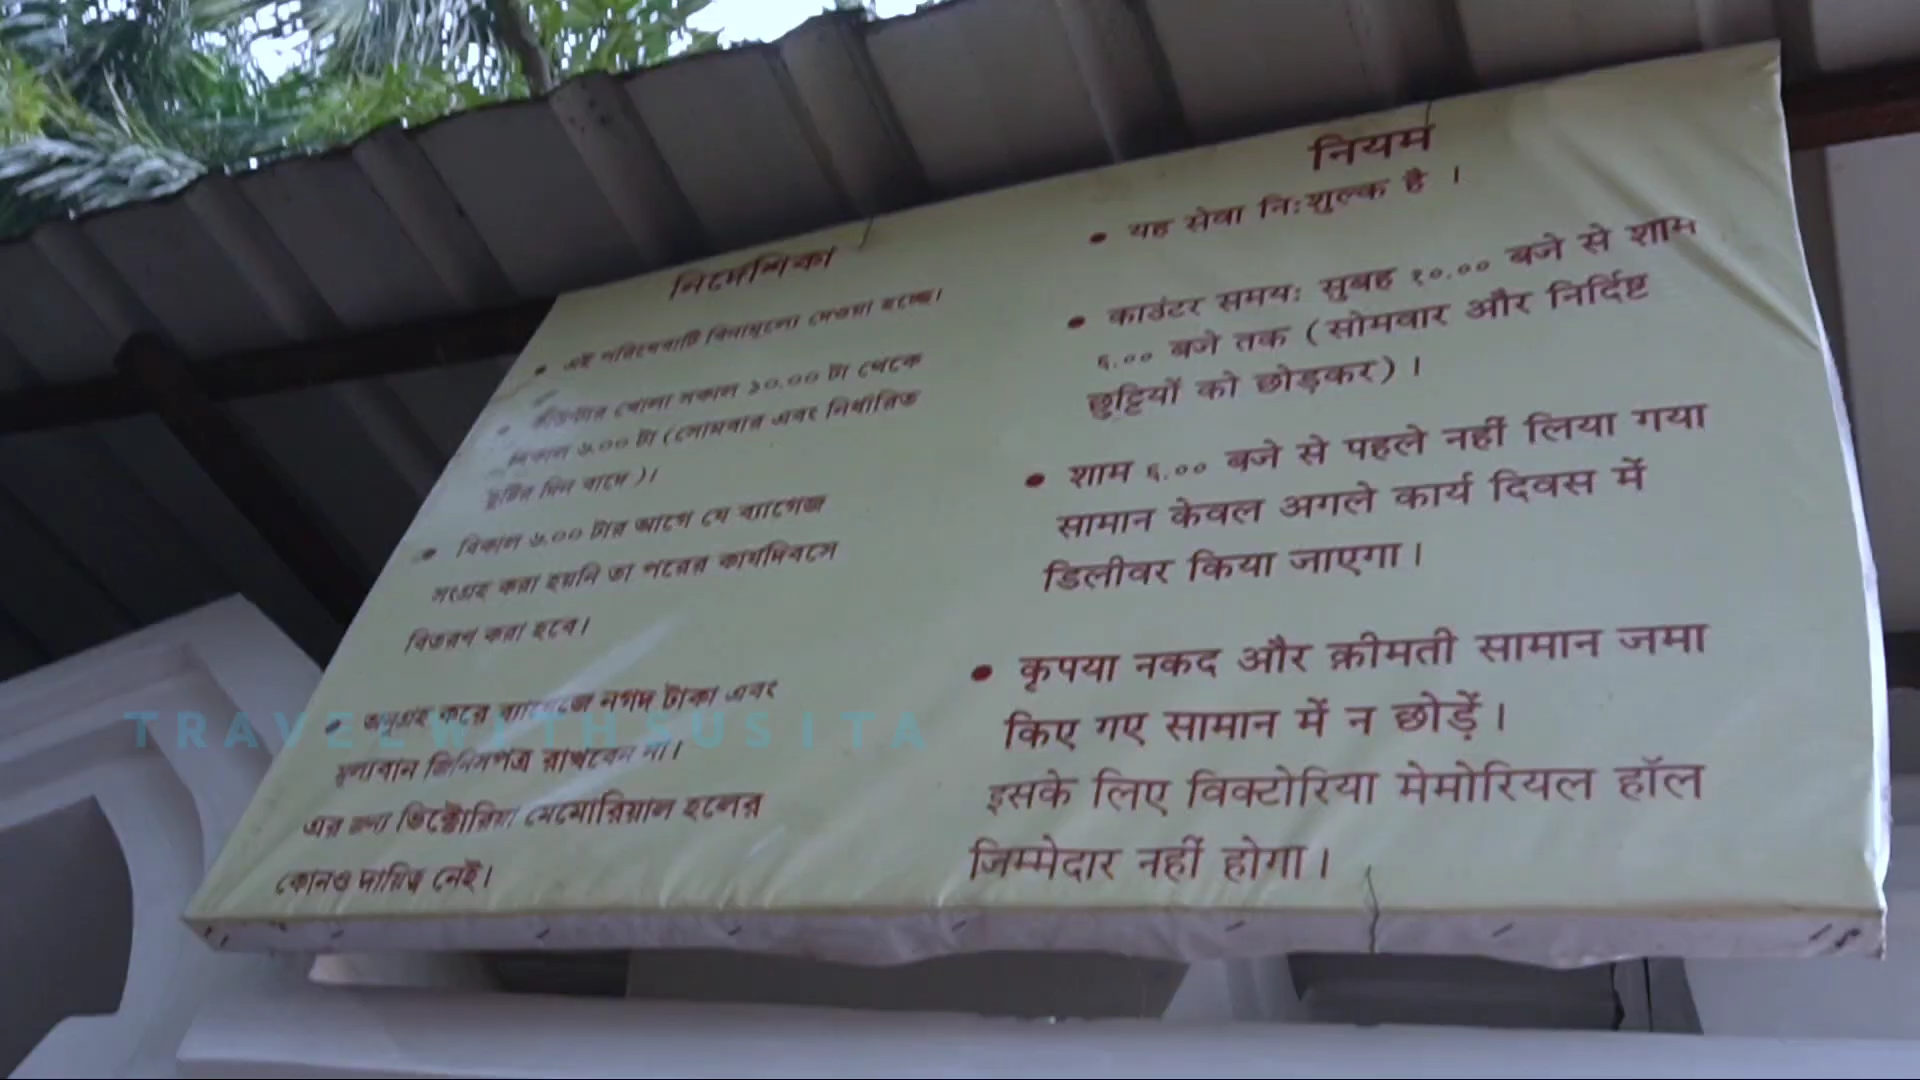 নির্দেশিকা
• এই পরিষেবাটি বিনামূল্যে দেওয়া হচ্ছে।
• কাউন্টার খোলা সকাল ১০.০০ টা থেকে
বিকাল ৬.০০ টা (সোমবার এবং নির্ধারিত
ছুটির দিন বাদে)।
• বিকাল ৬.০০ টার আগে যে ব্যাগেজ
সংগ্রহ করা হয়নি তা পরের কার্যদিবসে
বিতরণ করা হবে।
• অনুগ্রহ করে ব্যাগেজে নগদ টাকা এবং
মূল্যবান জিনিসপত্র রাখবেন না।
এর জন্য ভিক্টোরিয়া মেমোরিয়াল হলের
কোনও দায়িত্ব নেই।
नियम
• यह सेवा नि:शुल्क है ।
• काउंटर समय: सुबह १०.०० बजे से शाम
६.०० बजे तक (सोमवार और निर्दिष्ट
छुट्टियों को छोड़कर)।
• शाम ६.०० बजे से पहले नहीं लिया गया
सामान केवल अगले कार्य दिवस में
डिलीवर किया जाएगा।
• कृपया नकद और क़ीमती सामान जमा
किए गए सामान में न छोड़ें।
इसके लिए विक्टोरिया मेमोरियल हॉल
जिम्मेदार नहीं होगा।
TRAVELWITHSUSITA